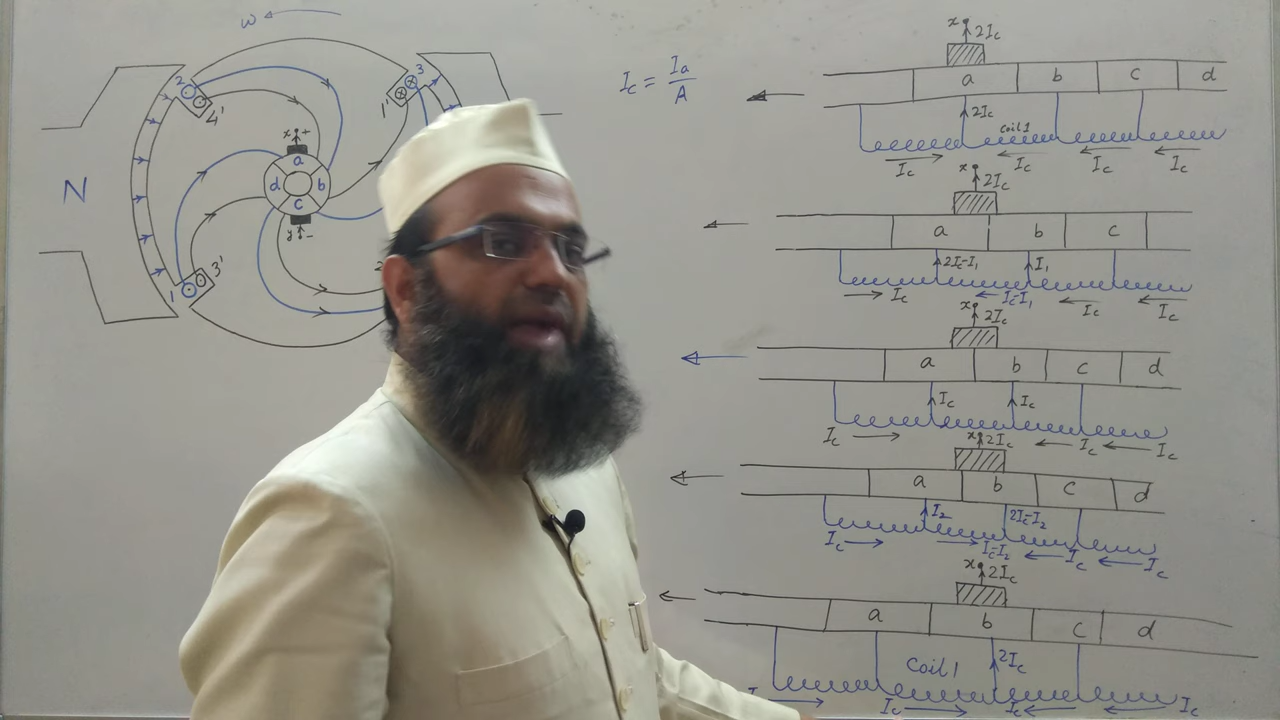 ω
2
4'
3
1'
x +
a
d b
c
y -
N
1
3'
2
I_c = I_a / A
x 2I_c
a b c d
2I_c
coil 1
I_c I_c I_c I_c
x 2I_c
a b c
2I_c-I_1 I_1
I_c I_c-I_1 I_c I_c
x 2I_c
a b c d
I_c I_c
I_c I_c I_c
x 2I_c
a b c d
I_2 2I_c-I_2
I_c I_c-I_2 I_c I_c
x 2I_c
a b c d
Coil 1 2I_c
I_c I_c I_c